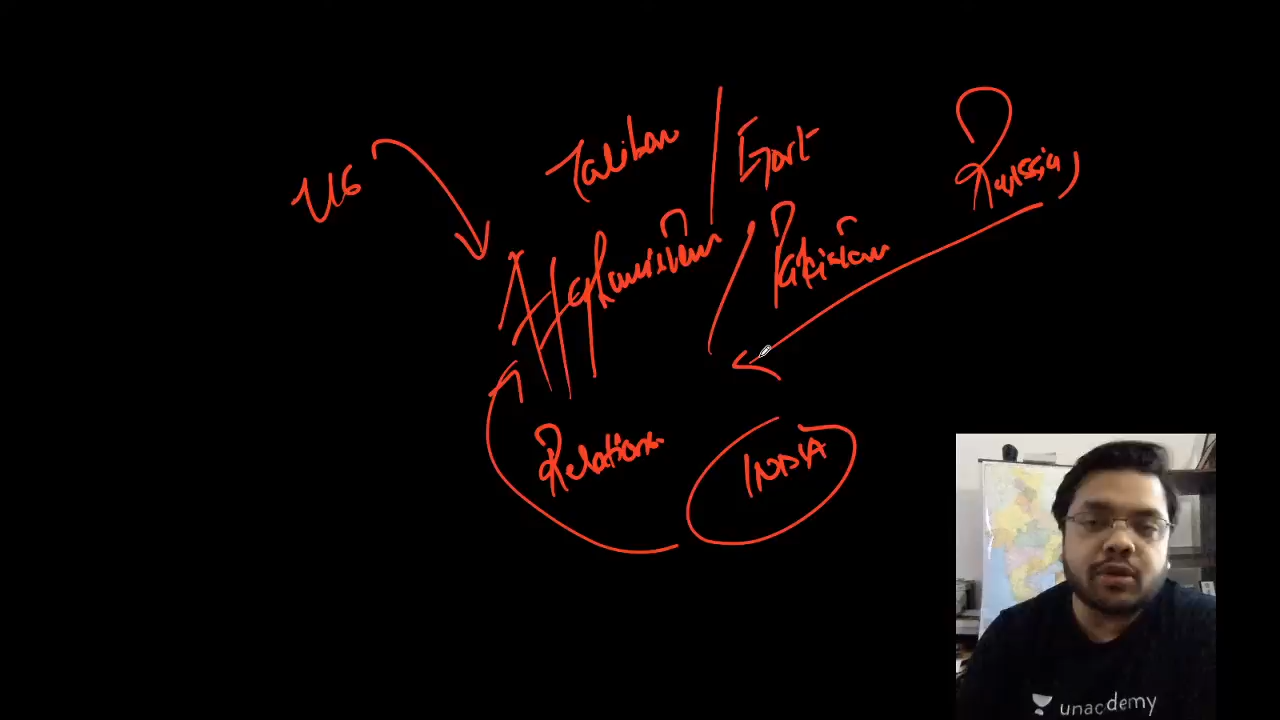 US
Taliban
Govt
Russia
Afghanistan
Pakistan
Relations
INDIA
unacademy